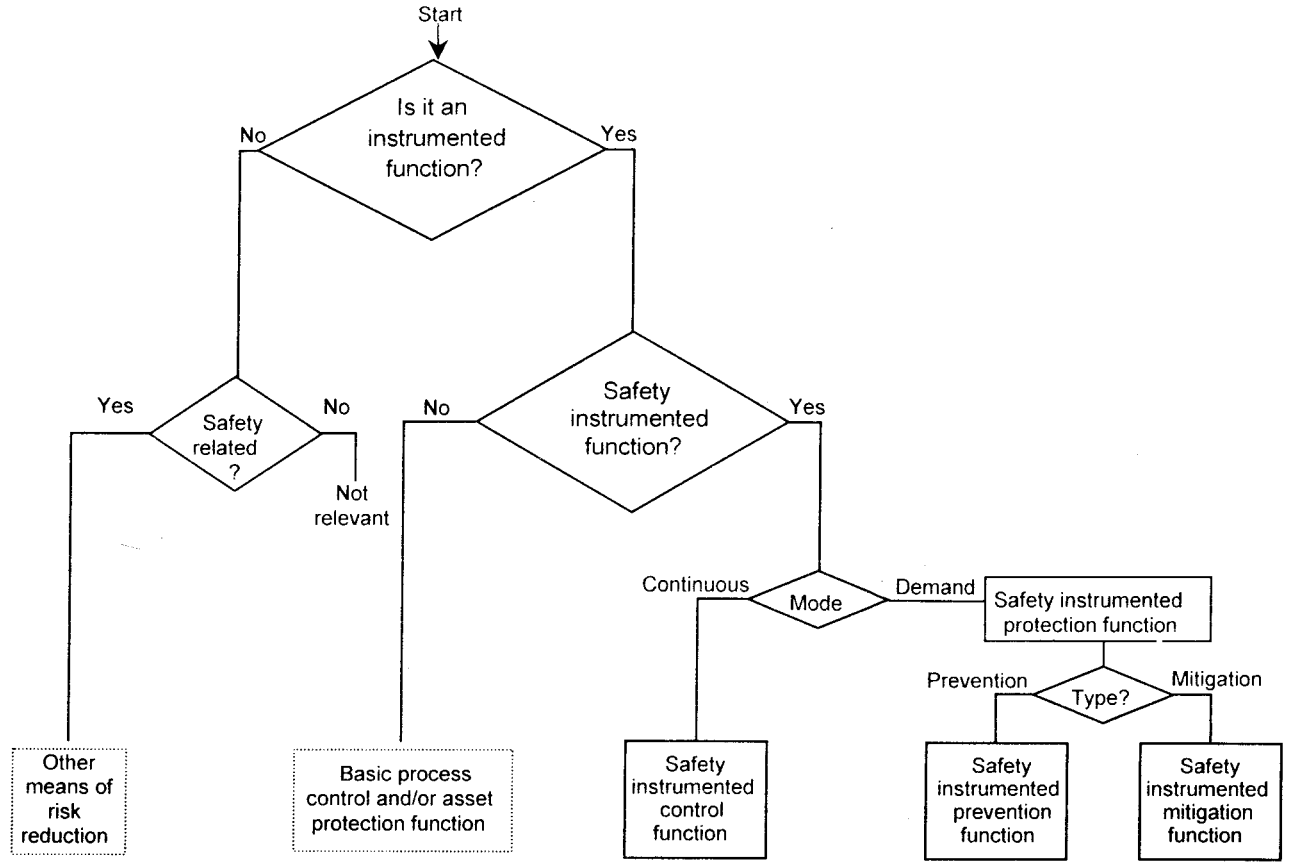 Start
Is it an
instrumented
function?
No
Yes
Safety
instrumented
function?
Yes
No
No
Yes
Safety
related
?
Not
relevant
Continuous
Mode
Demand
Safety instrumented
protection function
Prevention
Type?
Mitigation
Other
means of
risk
reduction
Basic process
control and/or asset
protection function
Safety
instrumented
control
function
Safety
instrumented
prevention
function
Safety
instrumented
mitigation
function